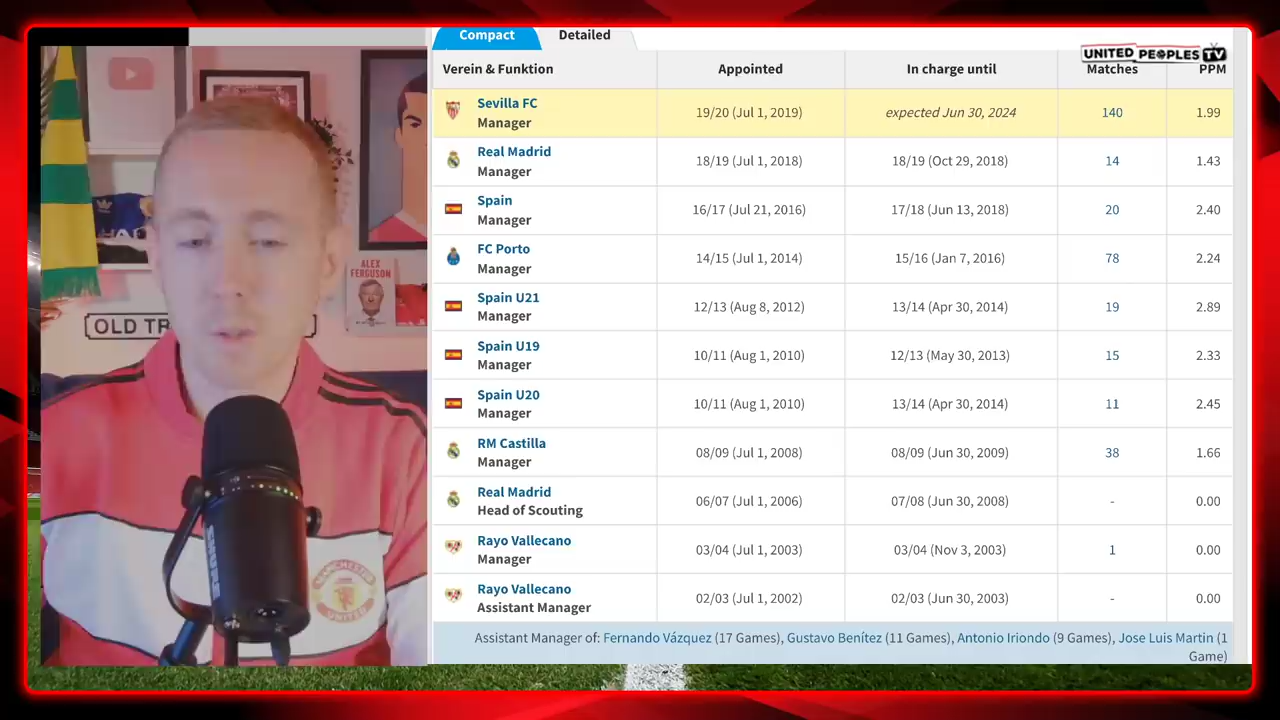 Compact Detailed
UNITED PEOPLES TV
Verein & Funktion Appointed In charge until Matches PPM
Sevilla FC
Manager 19/20 (Jul 1, 2019) expected Jun 30, 2024 140 1.99
Real Madrid
Manager 18/19 (Jul 1, 2018) 18/19 (Oct 29, 2018) 14 1.43
Spain
Manager 16/17 (Jul 21, 2016) 17/18 (Jun 13, 2018) 20 2.40
FC Porto
Manager 14/15 (Jul 1, 2014) 15/16 (Jan 7, 2016) 78 2.24
Spain U21
Manager 12/13 (Aug 8, 2012) 13/14 (Apr 30, 2014) 19 2.89
Spain U19
Manager 10/11 (Aug 1, 2010) 12/13 (May 30, 2013) 15 2.33
Spain U20
Manager 10/11 (Aug 1, 2010) 13/14 (Apr 30, 2014) 11 2.45
RM Castilla
Manager 08/09 (Jul 1, 2008) 08/09 (Jun 30, 2009) 38 1.66
Real Madrid
Head of Scouting 06/07 (Jul 1, 2006) 07/08 (Jun 30, 2008) - 0.00
Rayo Vallecano
Manager 03/04 (Jul 1, 2003) 03/04 (Nov 3, 2003) 1 0.00
Rayo Vallecano
Assistant Manager 02/03 (Jul 1, 2002) 02/03 (Jun 30, 2003) - 0.00
Assistant Manager of: Fernando Vázquez (17 Games), Gustavo Benítez (11 Games), Antonio Iriondo (9 Games), Jose Luis Martin (1
Game)
ALEX
FERGUSON
OLD TR
SHURE
MANCHESTER
UNITED